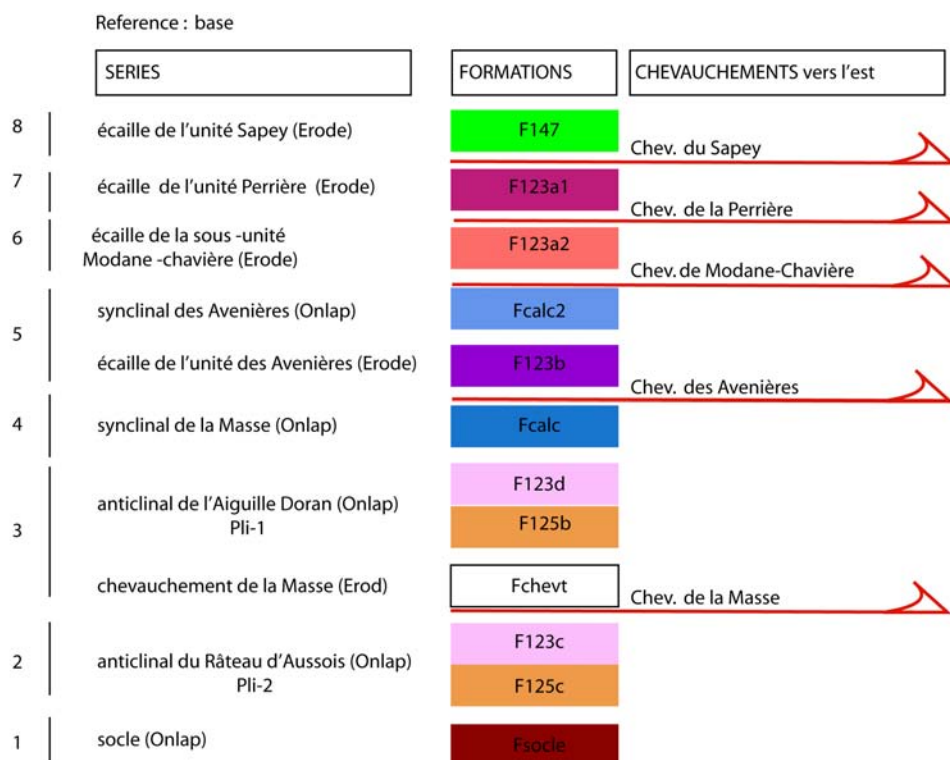 Reference : base
SERIES FORMATIONS CHEVAUCHEMENTS vers l'est
8 écaille de l'unité Sapey (Erode) F147
Chev. du Sapey
7 écaille de l'unité Perrière (Erode) F123a1
Chev. de la Perrière
6 écaille de la sous -unité
Modane -chavière (Erode) F123a2
Chev. de Modane-Chavière
5 synclinal des Avenières (Onlap) Fcalc2
écaille de l'unité des Avenières (Erode) F123b
Chev. des Avenières
4 synclinal de la Masse (Onlap) Fcalc
3 anticlinal de l'Aiguille Doran (Onlap) F123d
Pli-1 F125b
chevauchement de la Masse (Erod) Fchevt
Chev. de la Masse
2 anticlinal du Râteau d'Aussois (Onlap) F123c
Pli-2 F125c
1 socle (Onlap) Fsocle